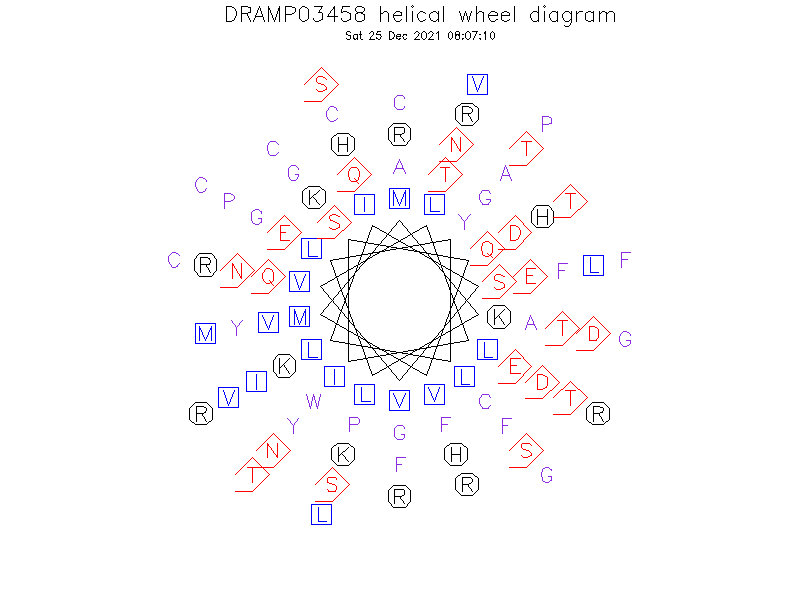 DRAMP03458 helical wheel diagram
Sat 25 Dec 2021 08:07:10
S V
C
C R
P
R
H N
C T
A
G Q T A
C
P K M G T
I L
G S Y H
E D
L Q
C R N Q V S E F L F
M Y V M K A T D G
L L
K E
I I L D
V L V V W C T
R R
Y P F F
G
N K H S
F
T G
S R
R
L